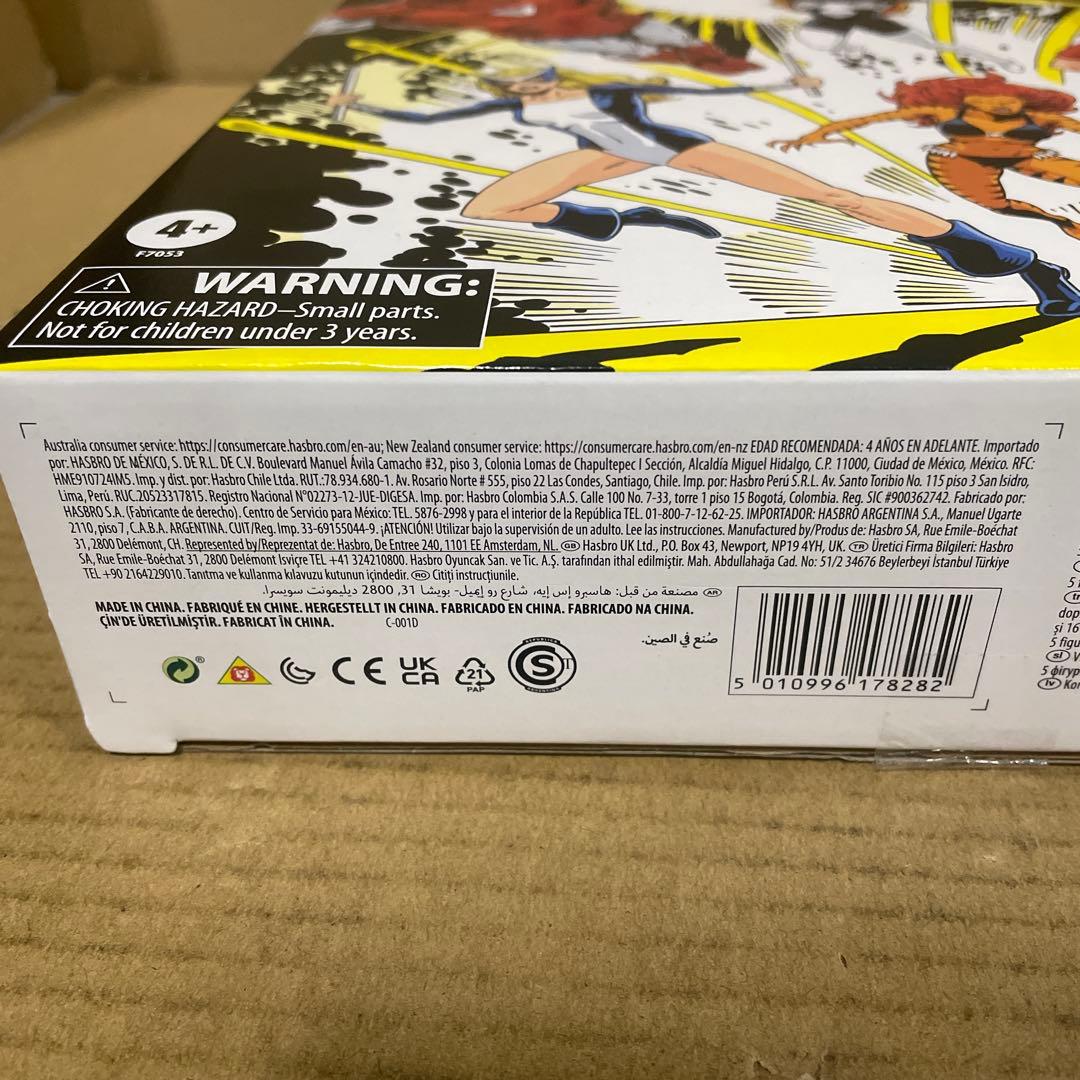 4+
F7053
WARNING:
CHOKING HAZARD—Small parts.
Not for children under 3 years.
Australia consumer service: https://consumercare.hasbro.com/en-au; New Zealand consumer service: https://consumercare.hasbro.com/en-nz EDAD RECOMENDADA: 4 AÑOS EN ADELANTE. Importado
por: HASBRO DE MÉXICO, S. DE R.L. DE C.V. Boulevard Manuel Ávila Camacho #32, piso 3, Colonia Lomas de Chapultepec I Sección, Alcaldía Miguel Hidalgo, C.P. 11000, Ciudad de México, México. RFC:
HME910724IM5. Imp. y dist. por: Hasbro Chile Ltda. RUT.:78.934.680-1. Av. Rosario Norte # 555, piso 22 Las Condes, Santiago, Chile. Imp. por: Hasbro Perú S.R.L. Av. Santo Toribio No. 115 piso 3 San Isidro,
Lima, Perú. RUC.20523317815. Registro Nacional N°02273-12-JUE-DIGESA. Imp. por: Hasbro Colombia S.A.S. Calle 100 No. 7-33, torre 1 piso 15 Bogotá, Colombia. Reg. SIC #900362742. Fabricado por:
HASBRO S.A. (Fabricante de derecho). Centro de Servicio para México: TEL. 5876-2998 y para el interior de la República TEL. 01-800-7-12-62-25. IMPORTADOR: HASBRO ARGENTINA S.A., Manuel Ugarte
2110, piso 7, C.A.B.A. ARGENTINA. CUIT/Reg. Imp. 33-69155044-9. ¡ATENCIÓN! Utilizar bajo la supervisión de un adulto. Lee las instrucciones. Manufactured by/Produs de: Hasbro SA, Rue Emile-Boéchat
31, 2800 Delémont, CH. Represented by/Reprezentat de: Hasbro, De Entree 240, 1101 EE Amsterdam, NL. GB Hasbro UK Ltd., P.O. Box 43, Newport, NP19 4YH, UK. TR Üretici Firma Bilgileri: Hasbro
SA, Rue Emile-Boéchat 31, 2800 Delémont İsviçre TEL +41 324210800. Hasbro Oyuncak San. ve Tic. A.Ş. tarafından ithal edilmiştir. Mah. Abdullahağa Cad. No: 51/2 34676 Beylerbeyi İstanbul Türkiye
TEL +90 2164229010. Tanıtma ve kullanma kılavuzu kutunun içindedir. RO Citiți instrucțiunile.
AR مصنعة من قبل: هاسبرو إس إيه، شارع رو إميل- بويشا 31, 2800 ديليمونت سويسرا.
MADE IN CHINA. FABRIQUÉ EN CHINE. HERGESTELLT IN CHINA. FABRICADO EN CHINA. FABRICADO NA CHINA.
ÇİN'DE ÜRETİLMİŞTİR. FABRICAT ÎN CHINA. C-001D
صُنع في الصين.
CE UK CA 21 PAP S
5 010996 178282
5
tr
dop
și 16
5 figu
sl V
5 фігур
lv Kon